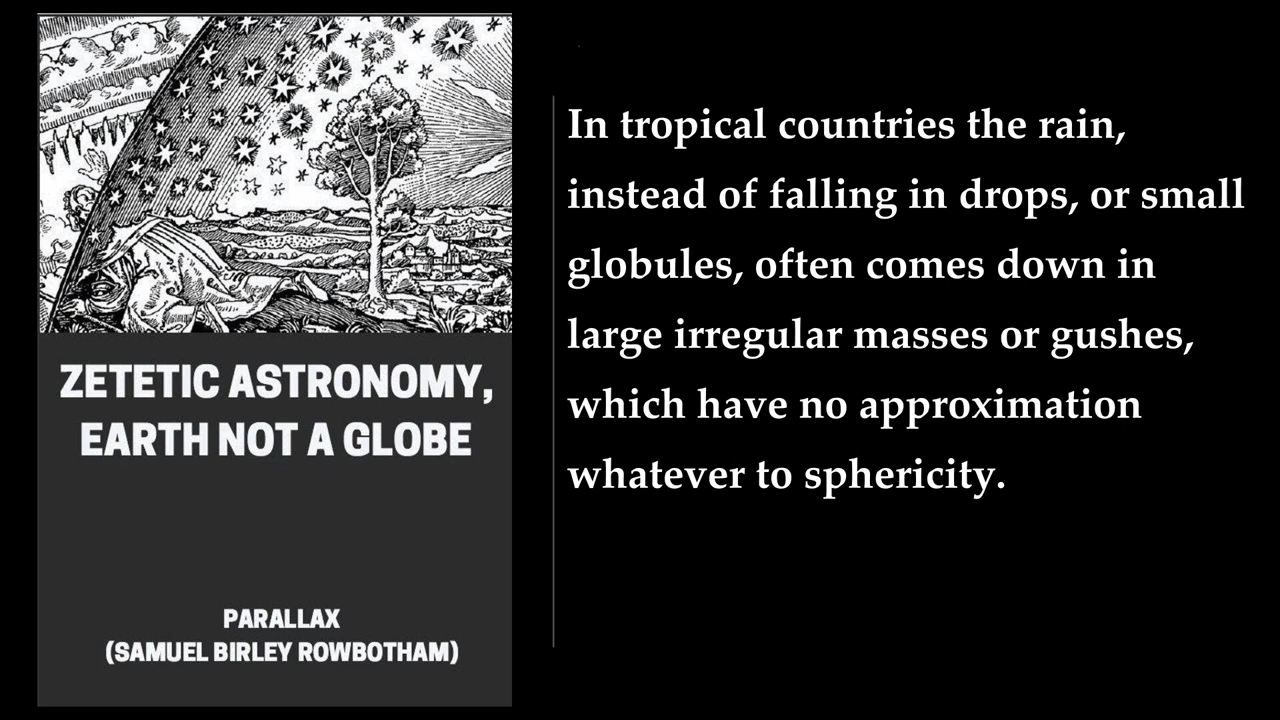 ZETETIC ASTRONOMY,
EARTH NOT A GLOBE
PARALLAX
(SAMUEL BIRLEY ROWBOTHAM)
In tropical countries the rain,
instead of falling in drops, or small
globules, often comes down in
large irregular masses or gushes,
which have no approximation
whatever to sphericity.